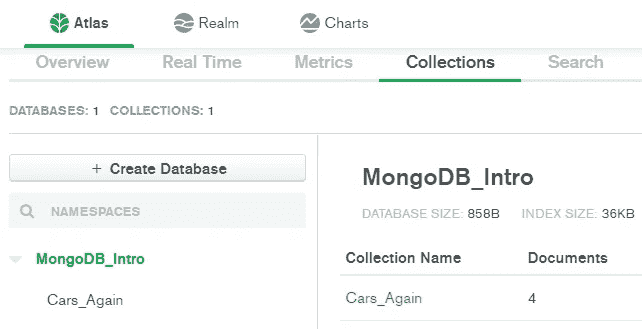 Atlas Realm Charts
Overview Real Time Metrics Collections Search
DATABASES: 1 COLLECTIONS: 1
+ Create Database
NAMESPACES
MongoDB_Intro
Cars_Again
MongoDB_Intro
DATABASE SIZE: 858B INDEX SIZE: 36KB
Collection Name Documents
Cars_Again 4